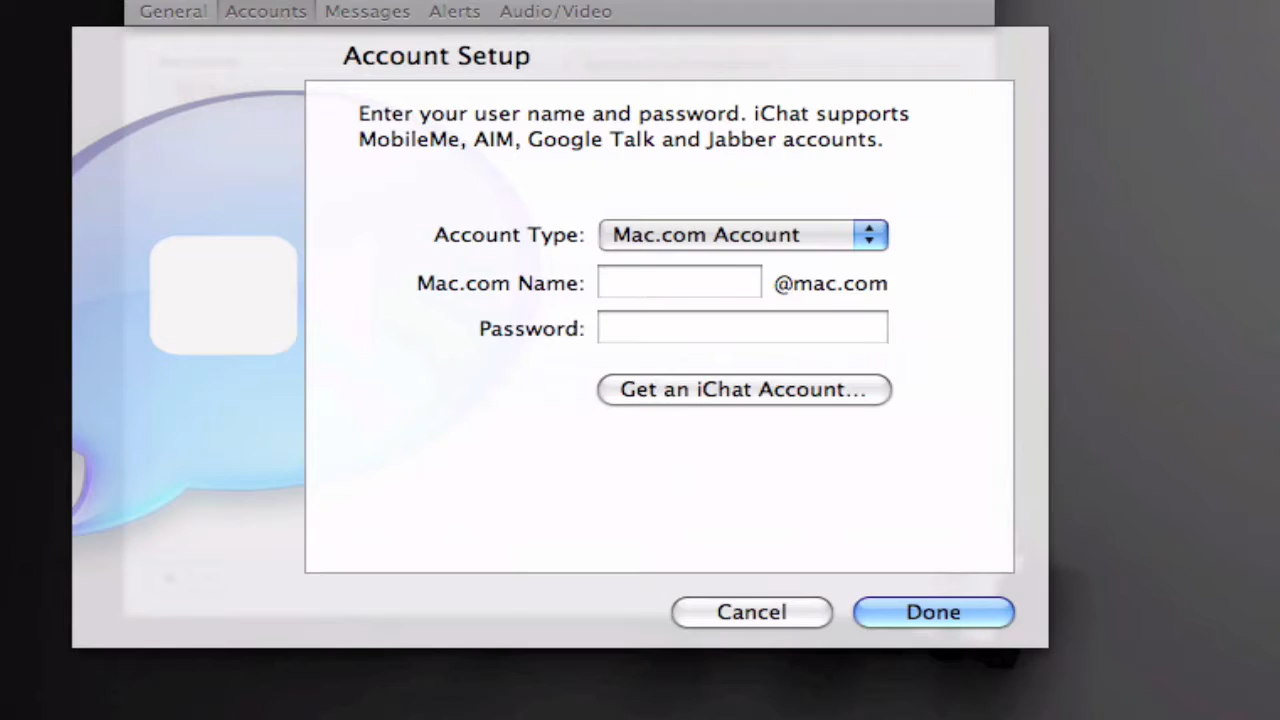 General Accounts Messages Alerts Audio/Video
Account Setup
Enter your user name and password. iChat supports
MobileMe, AIM, Google Talk and Jabber accounts.
Account Type: Mac.com Account
Mac.com Name: @mac.com
Password:
Get an iChat Account...
Cancel Done